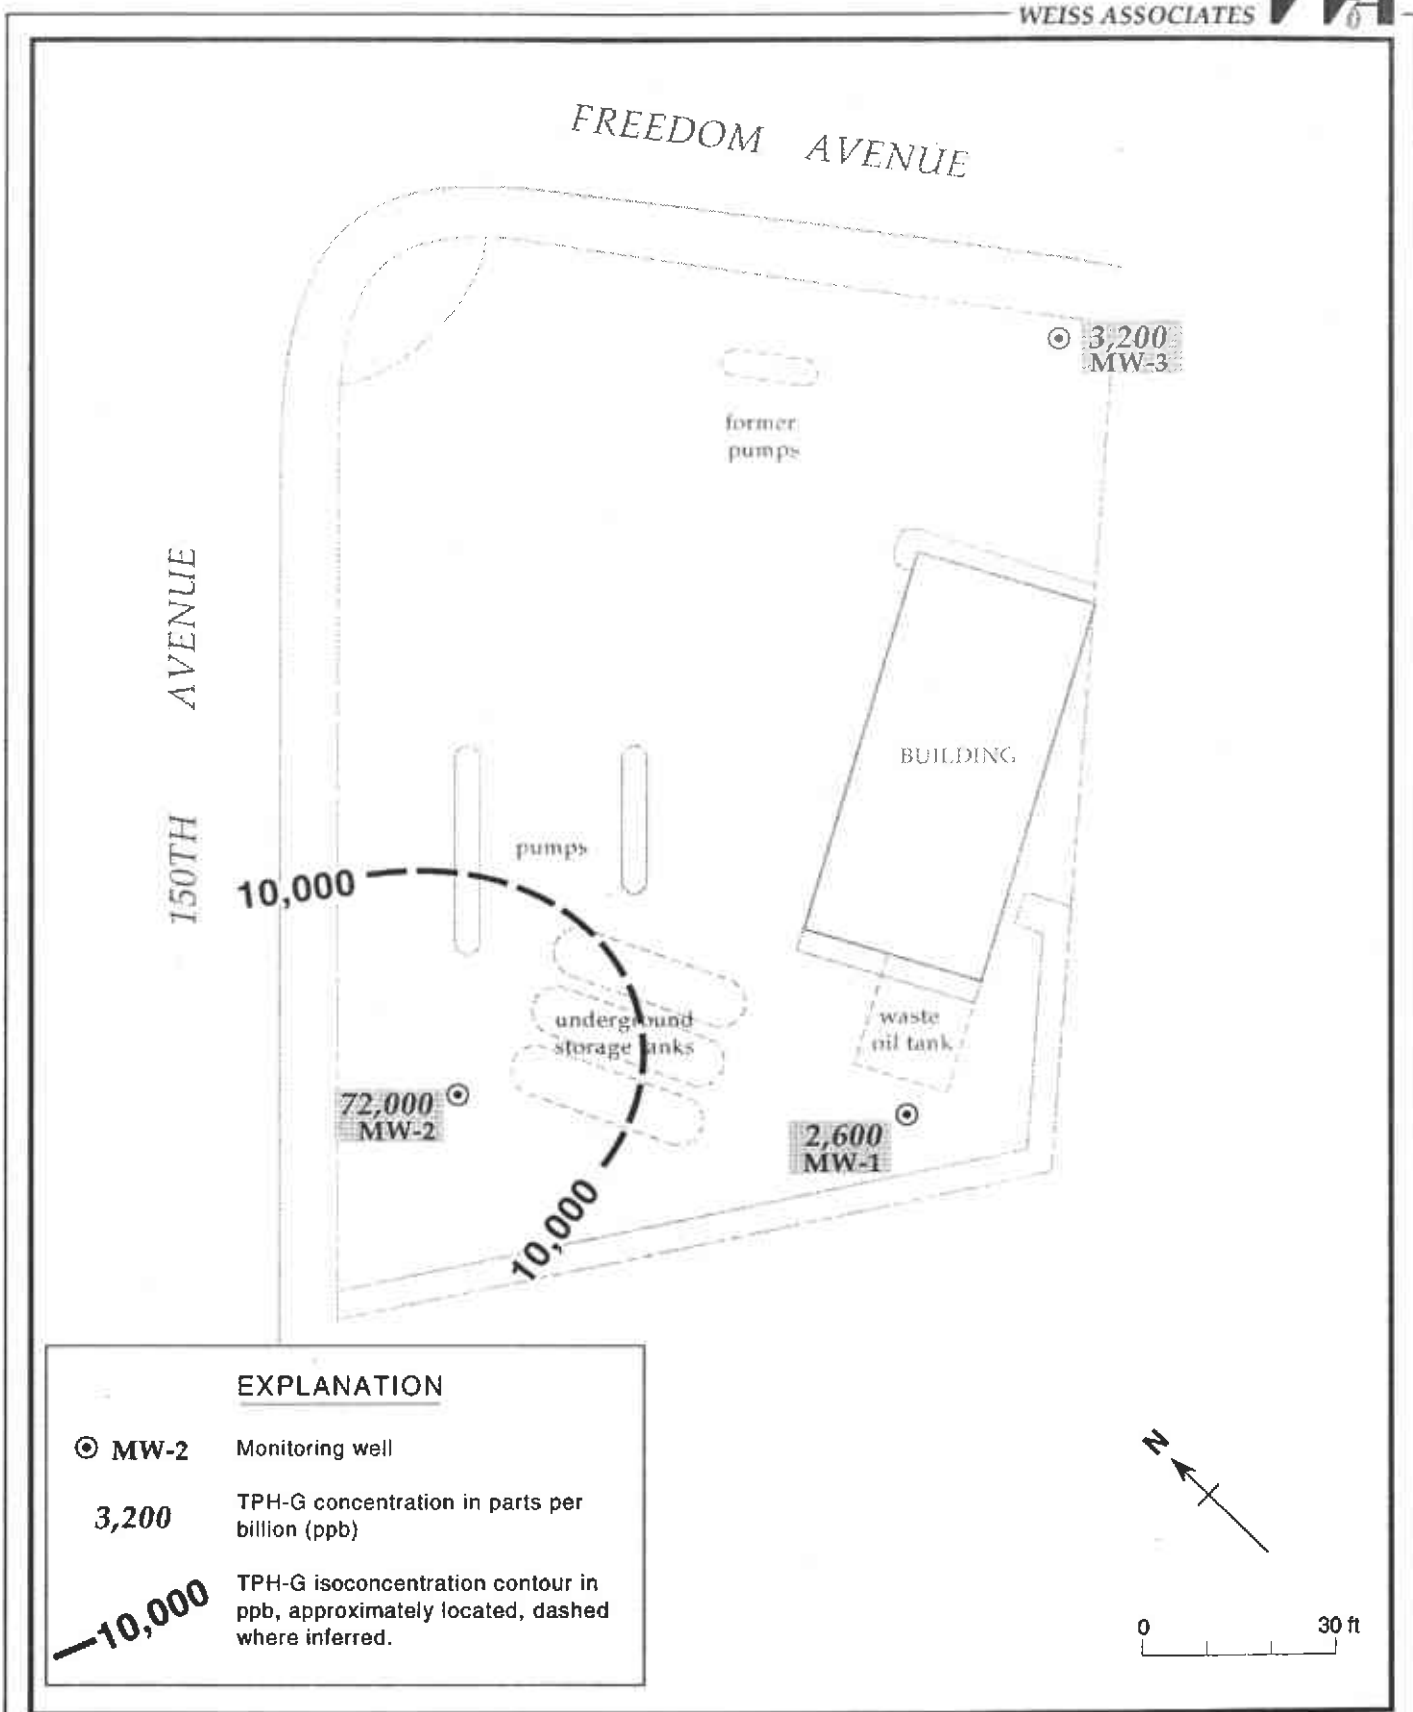 WEISS ASSOCIATES
FREEDOM AVENUE
3,200
MW-3
former
pumps
150TH AVENUE
BUILDING
pumps
10,000
underground
storage tanks
waste
oil tank
72,000
MW-2
2,600
MW-1
10,000
EXPLANATION
MW-2 Monitoring well
3,200 TPH-G concentration in parts per
billion (ppb)
10,000 TPH-G isoconcentration contour in
ppb, approximately located, dashed
where inferred.
N
0 30 ft